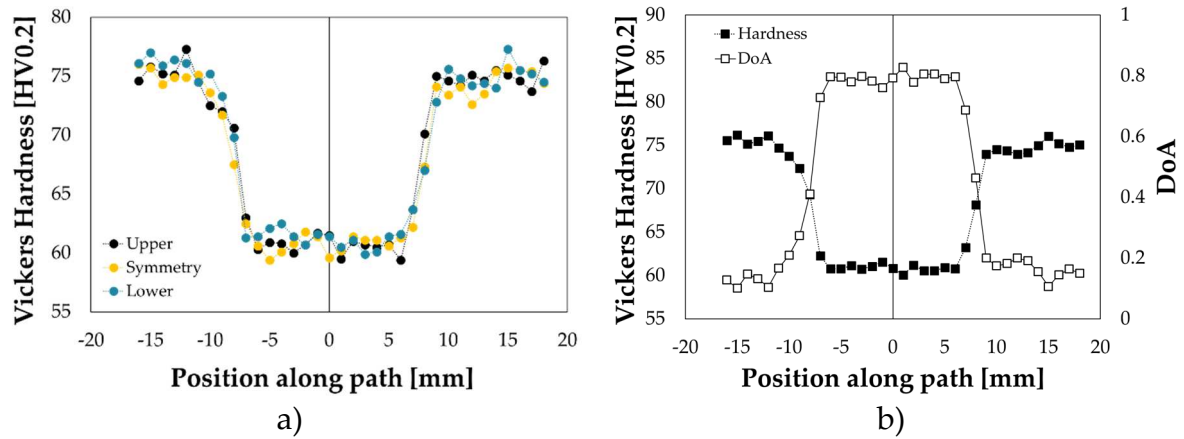 80
75
70
65
60
55
Vickers Hardness [HV0.2]
Upper
Symmetry
Lower
-20 -15 -10 -5 0 5 10 15 20
Position along path [mm]
a)
90
85
80
75
70
65
60
55
Vickers Hardness [HV0.2]
Hardness
DoA
1
0.8
0.6
0.4
0.2
0
DoA
-20 -15 -10 -5 0 5 10 15 20
Position along path [mm]
b)